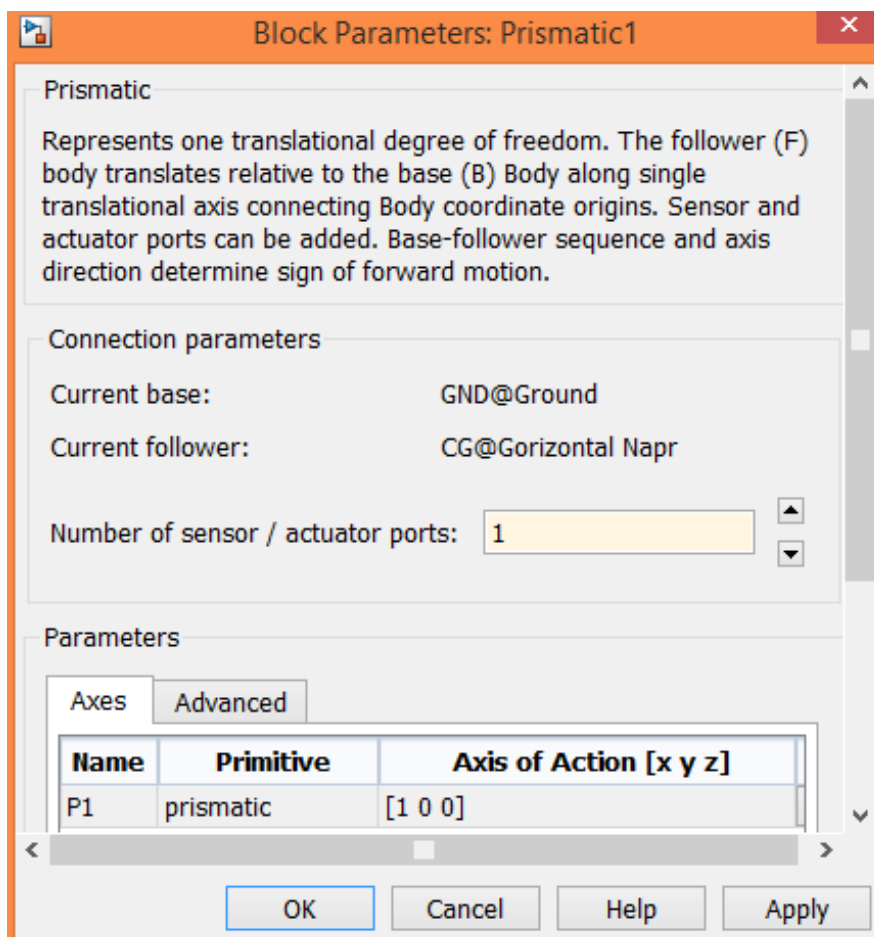 Block Parameters: Prismatic1
Prismatic
Represents one translational degree of freedom. The follower (F)
body translates relative to the base (B) Body along single
translational axis connecting Body coordinate origins. Sensor and
actuator ports can be added. Base-follower sequence and axis
direction determine sign of forward motion.
Connection parameters
Current base: GND@Ground
Current follower: CG@Gorizontal Napr
Number of sensor / actuator ports: 1
Parameters
Axes Advanced
Name Primitive Axis of Action [x y z]
P1 prismatic [1 0 0]
OK Cancel Help Apply